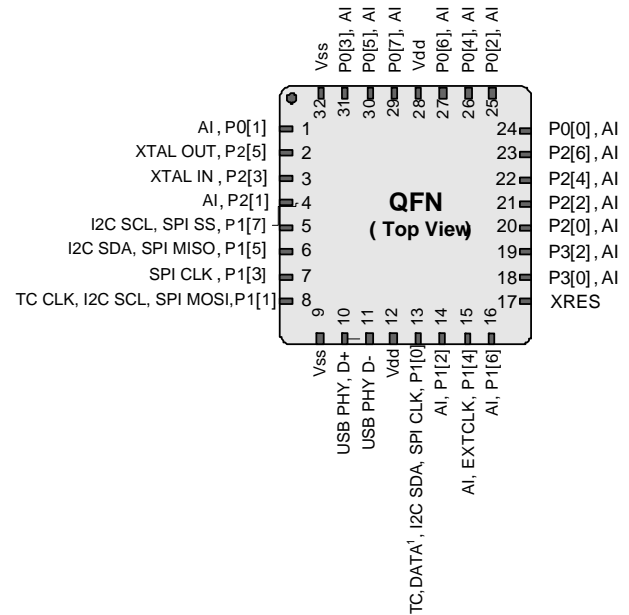 Vss
P0[3], AI
P0[5], AI
P0[7], AI
Vdd
P0[6], AI
P0[4], AI
P0[2], AI
32
31
30
29
28
27
26
25
AI , P0[1]
1
XTAL OUT, P2[5]
2
XTAL IN , P2[3]
3
AI , P2[1]
4
I2C SCL, SPI SS, P1[7]
5
I2C SDA, SPI MISO, P1[5]
6
SPI CLK , P1[3]
7
TC CLK, I2C SCL, SPI MOSI,P1[1]
8
QFN
( Top View)
24
P0[0] , AI
23
P2[6] , AI
22
P2[4] , AI
21
P2[2] , AI
20
P2[0] , AI
19
P3[2] , AI
18
P3[0] , AI
17
XRES
9
10
11
12
13
14
15
16
Vss
USB PHY, D+
USB PHY D-
Vdd
TC,DATA¹, I2C SDA, SPI CLK, P1[0]
AI, P1[2]
AI, EXTCLK, P1[4]
AI, P1[6]